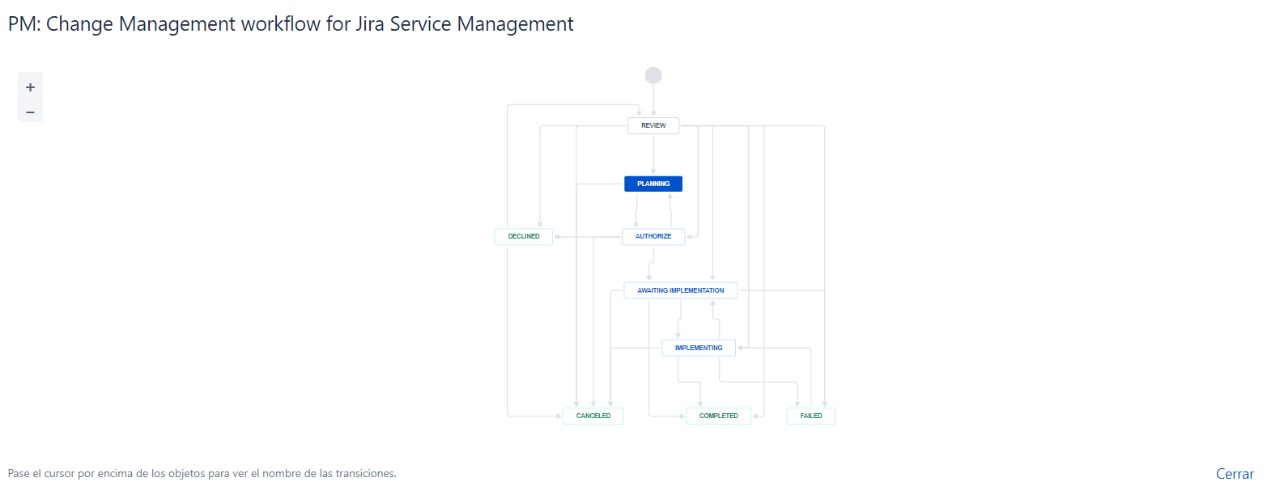 PM: Change Management workflow for Jira Service Management
+
−
REVIEW
PLANNING
DECLINED
AUTHORIZE
AWAITING IMPLEMENTATION
IMPLEMENTING
CANCELED
COMPLETED
FAILED
Pase el cursor por encima de los objetos para ver el nombre de las transiciones.
Cerrar